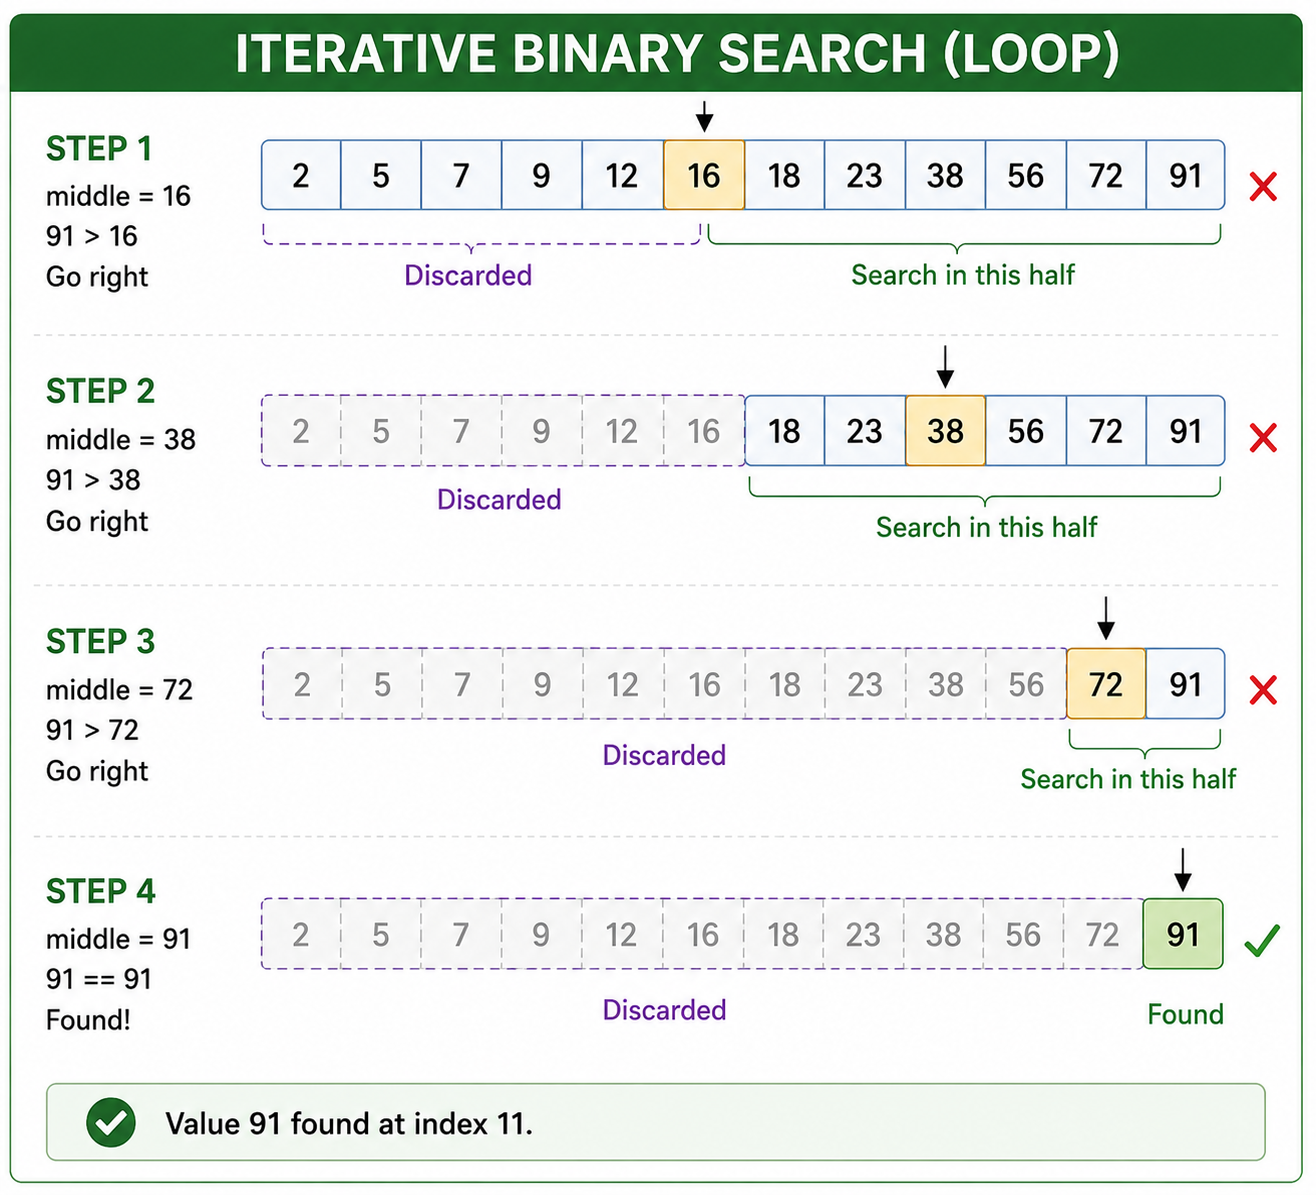 ITERATIVE BINARY SEARCH (LOOP)
STEP 1
middle = 16
91 > 16
Go right
2 5 7 9 12 16 18 23 38 56 72 91
Discarded
Search in this half
STEP 2
middle = 38
91 > 38
Go right
2 5 7 9 12 16 18 23 38 56 72 91
Discarded
Search in this half
STEP 3
middle = 72
91 > 72
Go right
2 5 7 9 12 16 18 23 38 56 72 91
Discarded
Search in this half
STEP 4
middle = 91
91 == 91
Found!
2 5 7 9 12 16 18 23 38 56 72 91
Discarded
Found
Value 91 found at index 11.